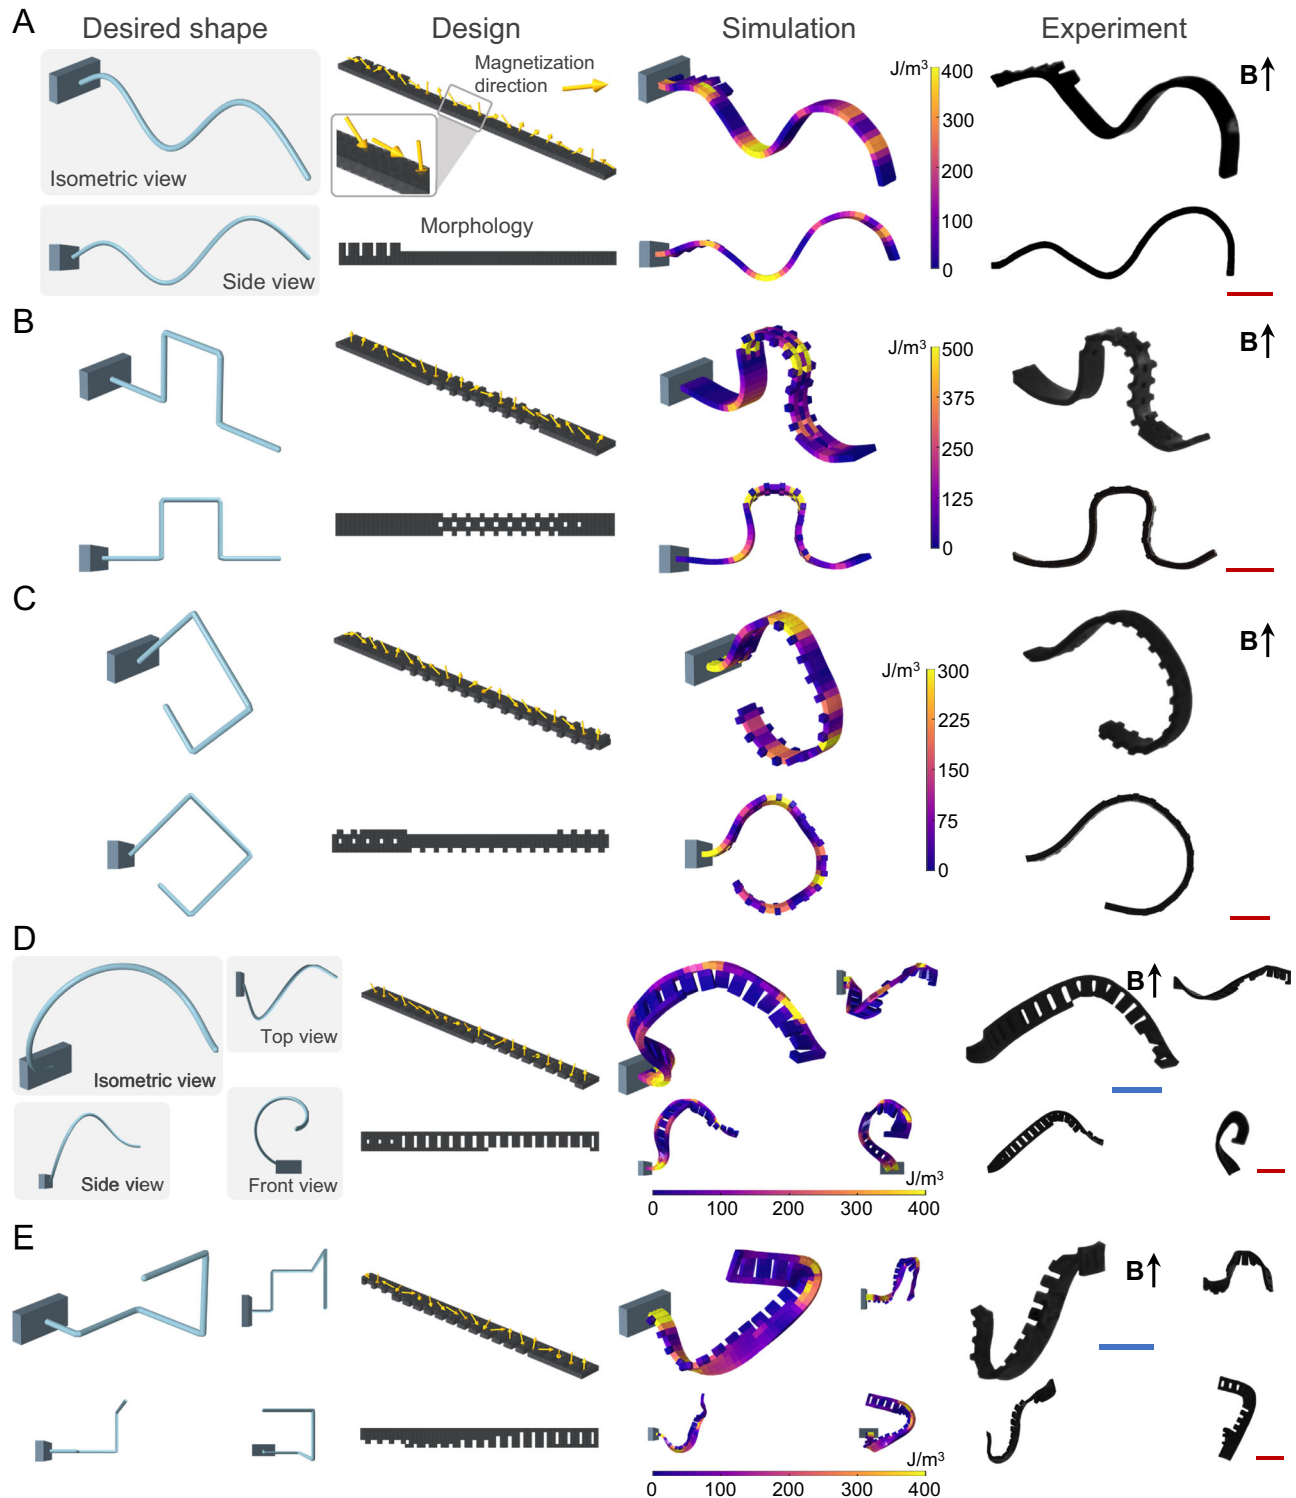 A
Desired shape
Design
Simulation
Experiment
Magnetization
direction
J/m³
400
300
200
100
0
B
Isometric view
Morphology
Side view
B
J/m³
500
375
250
125
0
B
C
J/m³
300
225
150
75
0
B
D
Isometric view
Top view
Side view
Front view
J/m³
0 100 200 300 400
B
E
J/m³
0 100 200 300 400
B